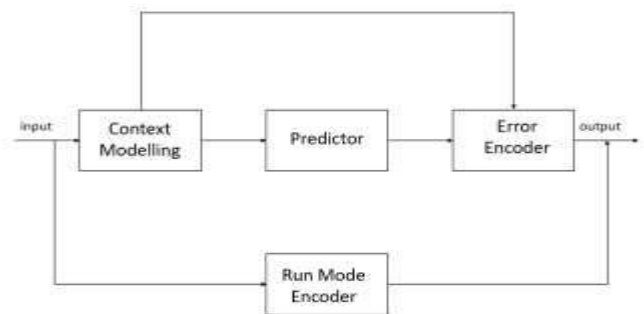 input
Context
Modelling
Predictor
Error
Encoder
output
Run Mode
Encoder